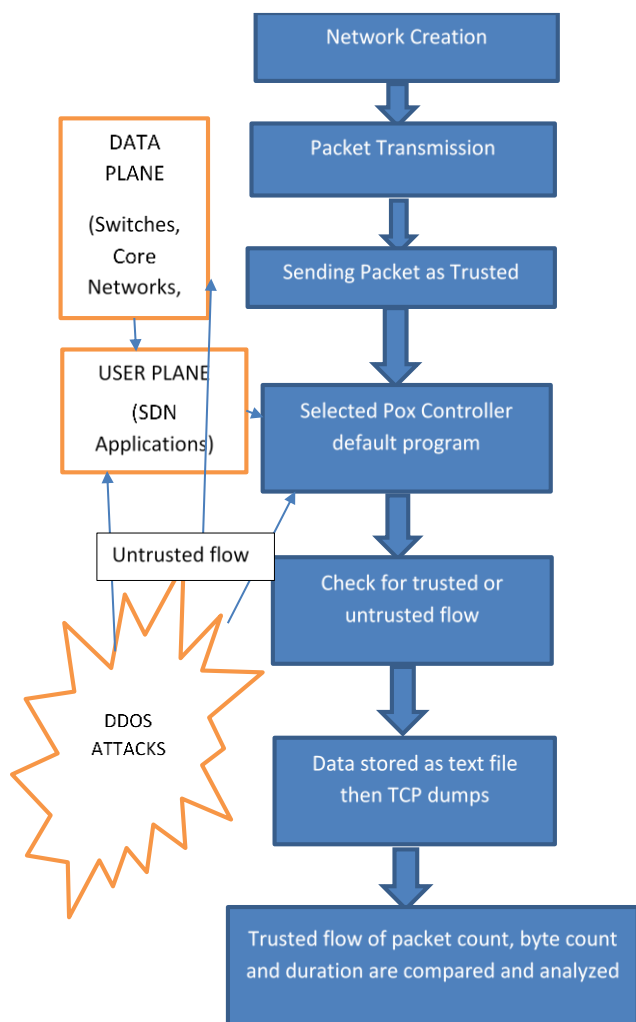 Network Creation
Packet Transmission
Sending Packet as Trusted
Selected Pox Controller
default program
Check for trusted or
untrusted flow
Data stored as text file
then TCP dumps
Trusted flow of packet count, byte count
and duration are compared and analyzed
DATA
PLANE
(Switches,
Core
Networks,
USER PLANE
(SDN
Applications)
Untrusted flow
DDOS
ATTACKS